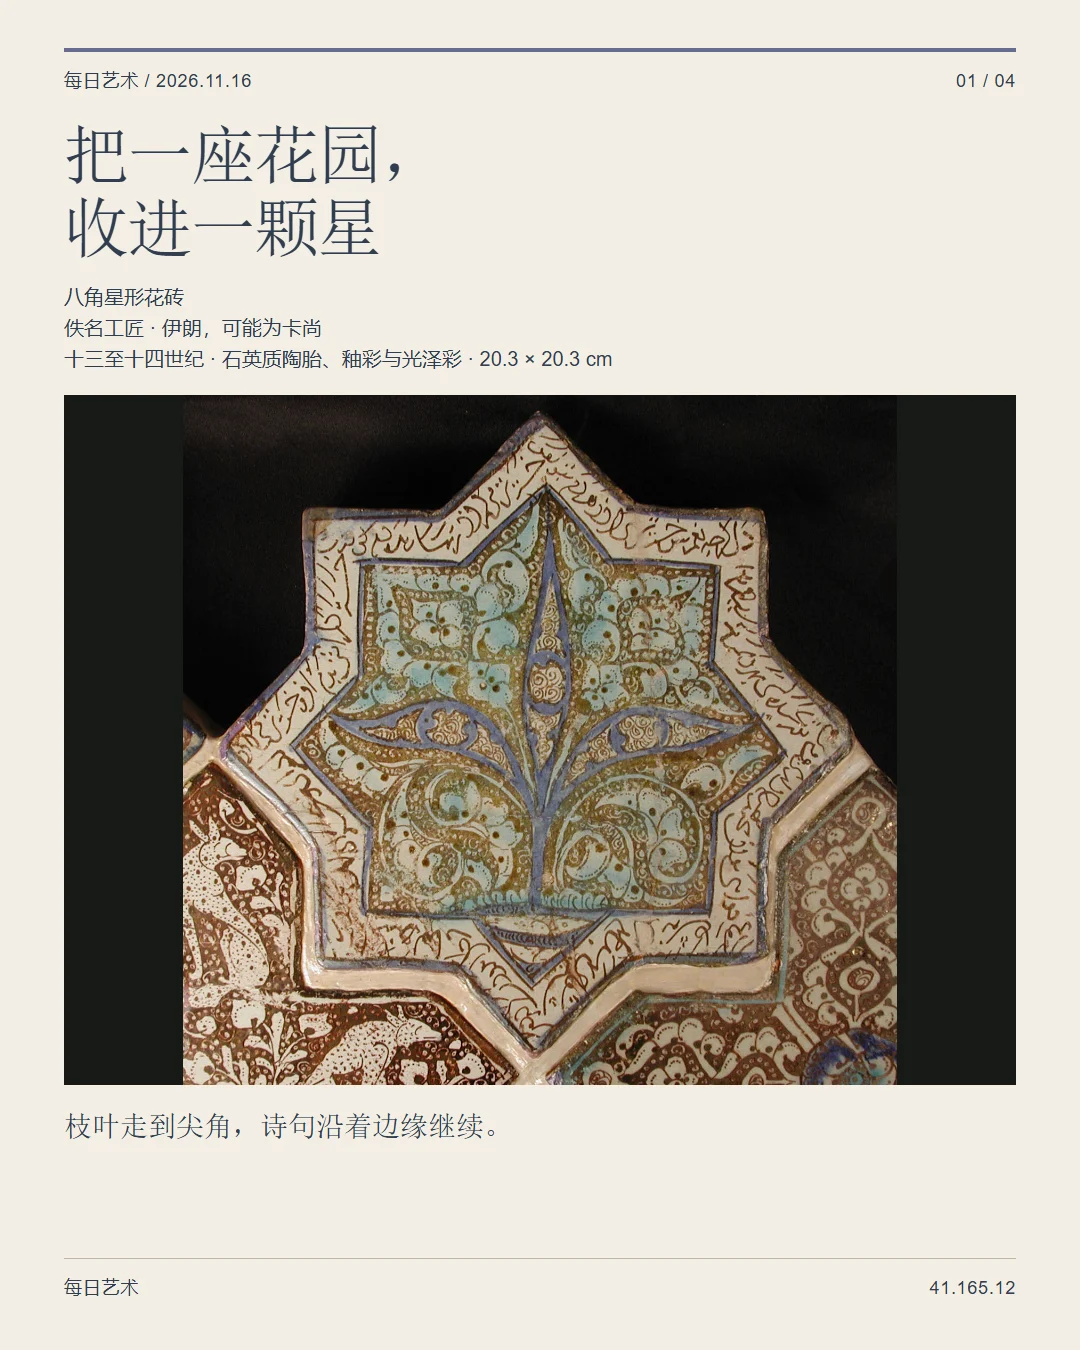 每日艺术 / 2026.11.16
01 / 04
把一座花园，
收进一颗星
八角星形花砖
佚名工匠 · 伊朗，可能为卡尚
十三至十四世纪 · 石英质陶胎、釉彩与光泽彩 · 20.3 × 20.3 cm
枝叶走到尖角，诗句沿着边缘继续。
每日艺术
41.165.12